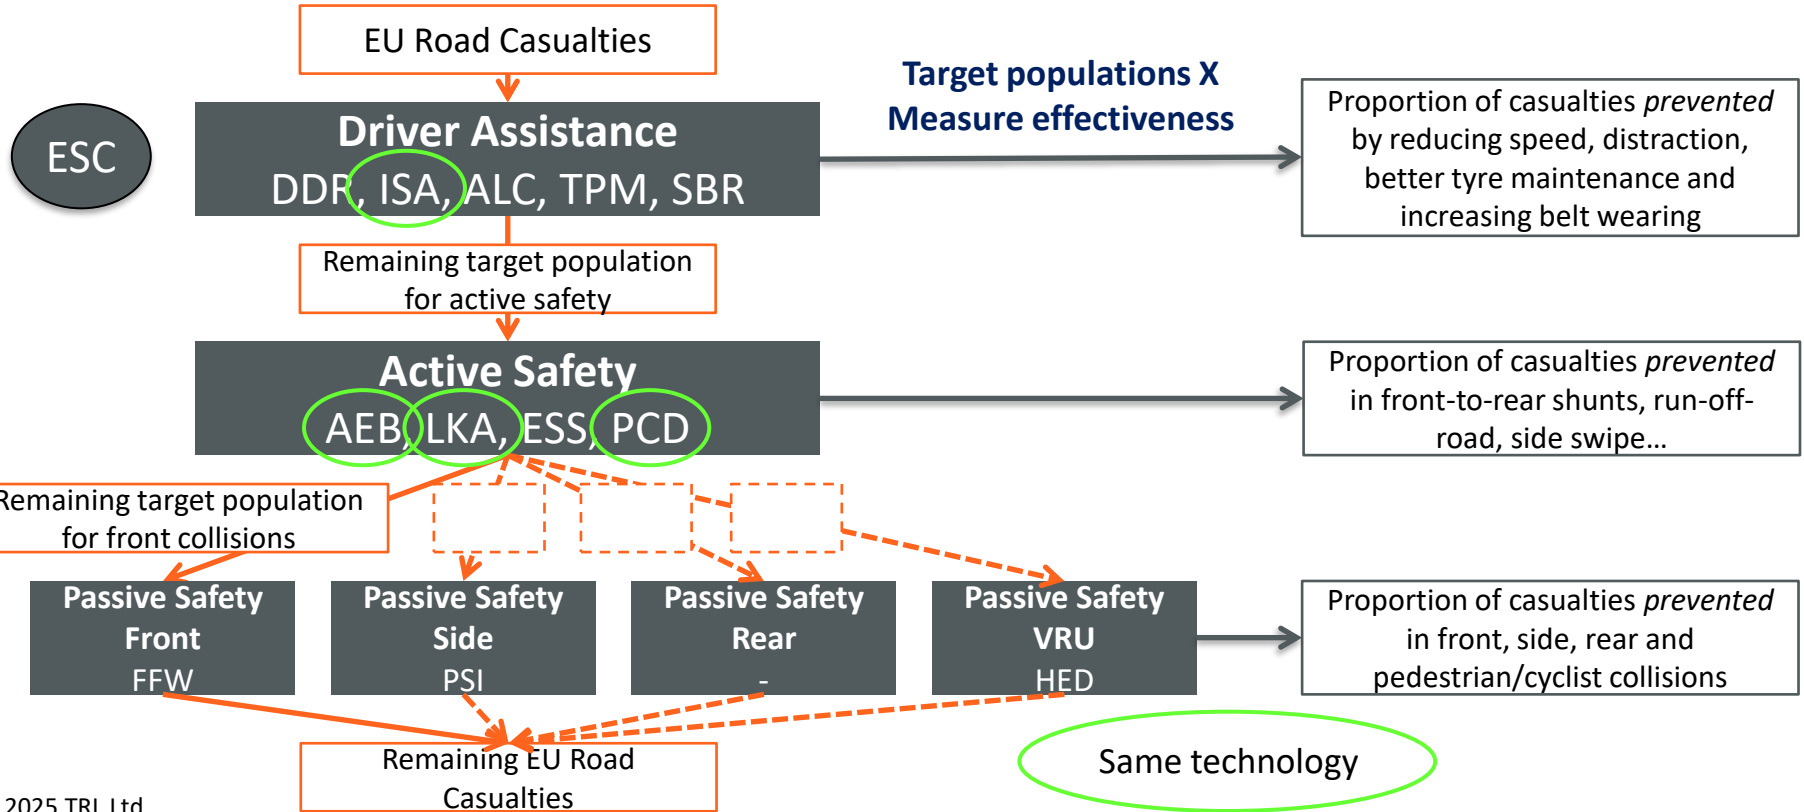 EU Road Casualties
Target populations X
Measure effectiveness
ESC
Driver Assistance
DDR, ISA, ALC, TPM, SBR
Proportion of casualties prevented
by reducing speed, distraction,
better tyre maintenance and
increasing belt wearing
Remaining target population
for active safety
Active Safety
AEB, LKA, ESS, PCD
Proportion of casualties prevented
in front-to-rear shunts, run-off-
road, side swipe...
Remaining target population
for front collisions
Passive Safety
Front
FFW
Passive Safety
Side
PSI
Passive Safety
Rear
-
Passive Safety
VRU
HED
Proportion of casualties prevented
in front, side, rear and
pedestrian/cyclist collisions
Remaining EU Road
Casualties
Same technology
2025 TRL Ltd